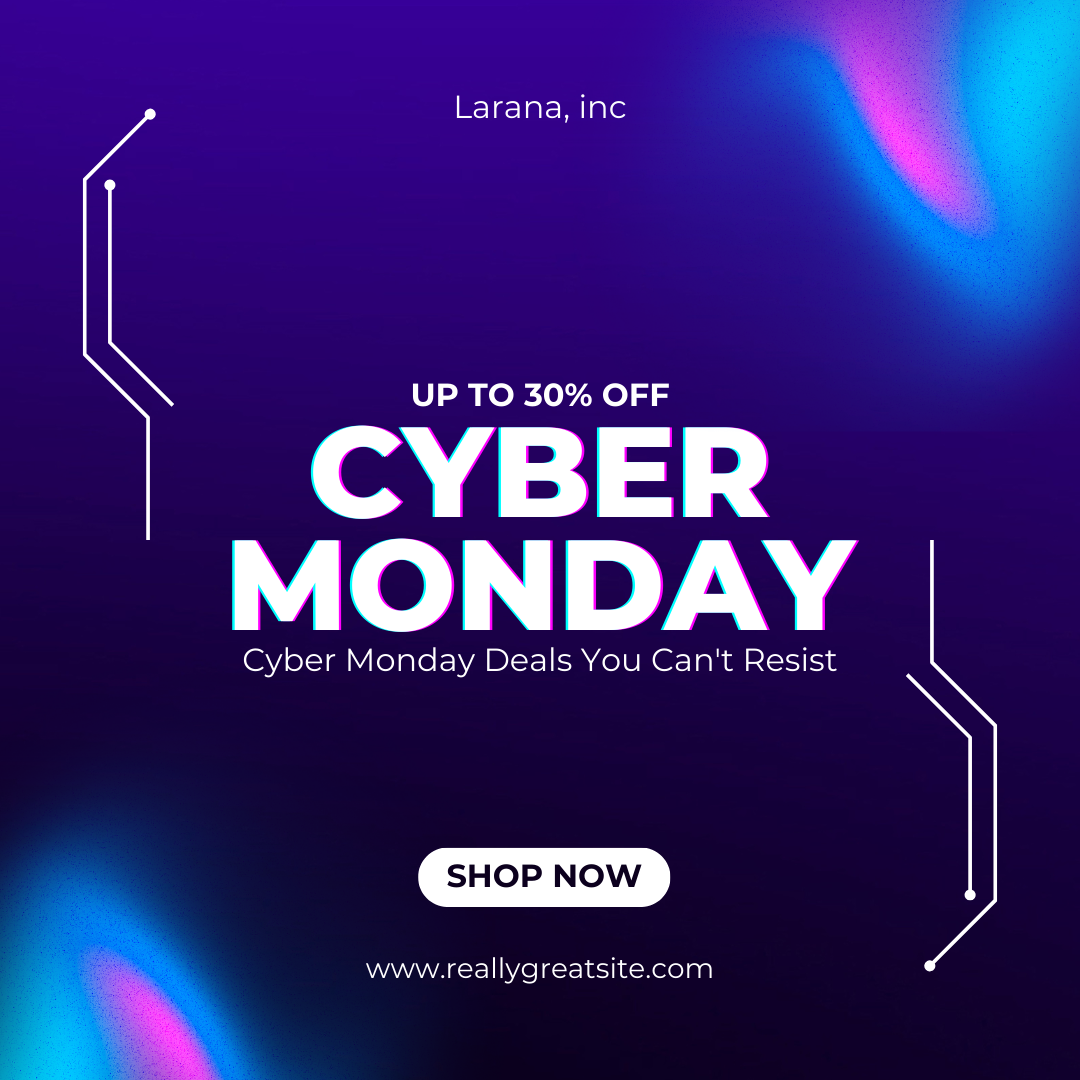 Larana, inc
UP TO 30% OFF
CYBER
MONDAY
Cyber Monday Deals You Can't Resist
SHOP NOW
www.reallygreatsite.com